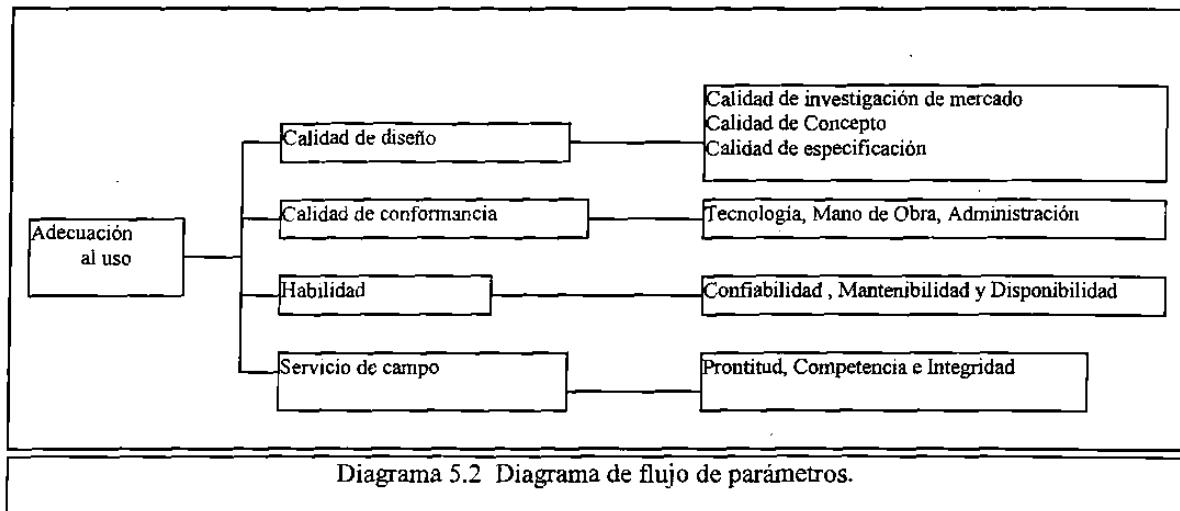 Calidad de investigación de mercado
Calidad de Concepto
Calidad de especificación
Calidad de diseño
Calidad de conformancia
Tecnología, Mano de Obra, Administración
Adecuación
al uso
Habilidad
Confiabilidad , Mantenibilidad y Disponibilidad
Servicio de campo
Prontitud, Competencia e Integridad
Diagrama 5.2 Diagrama de flujo de parámetros.